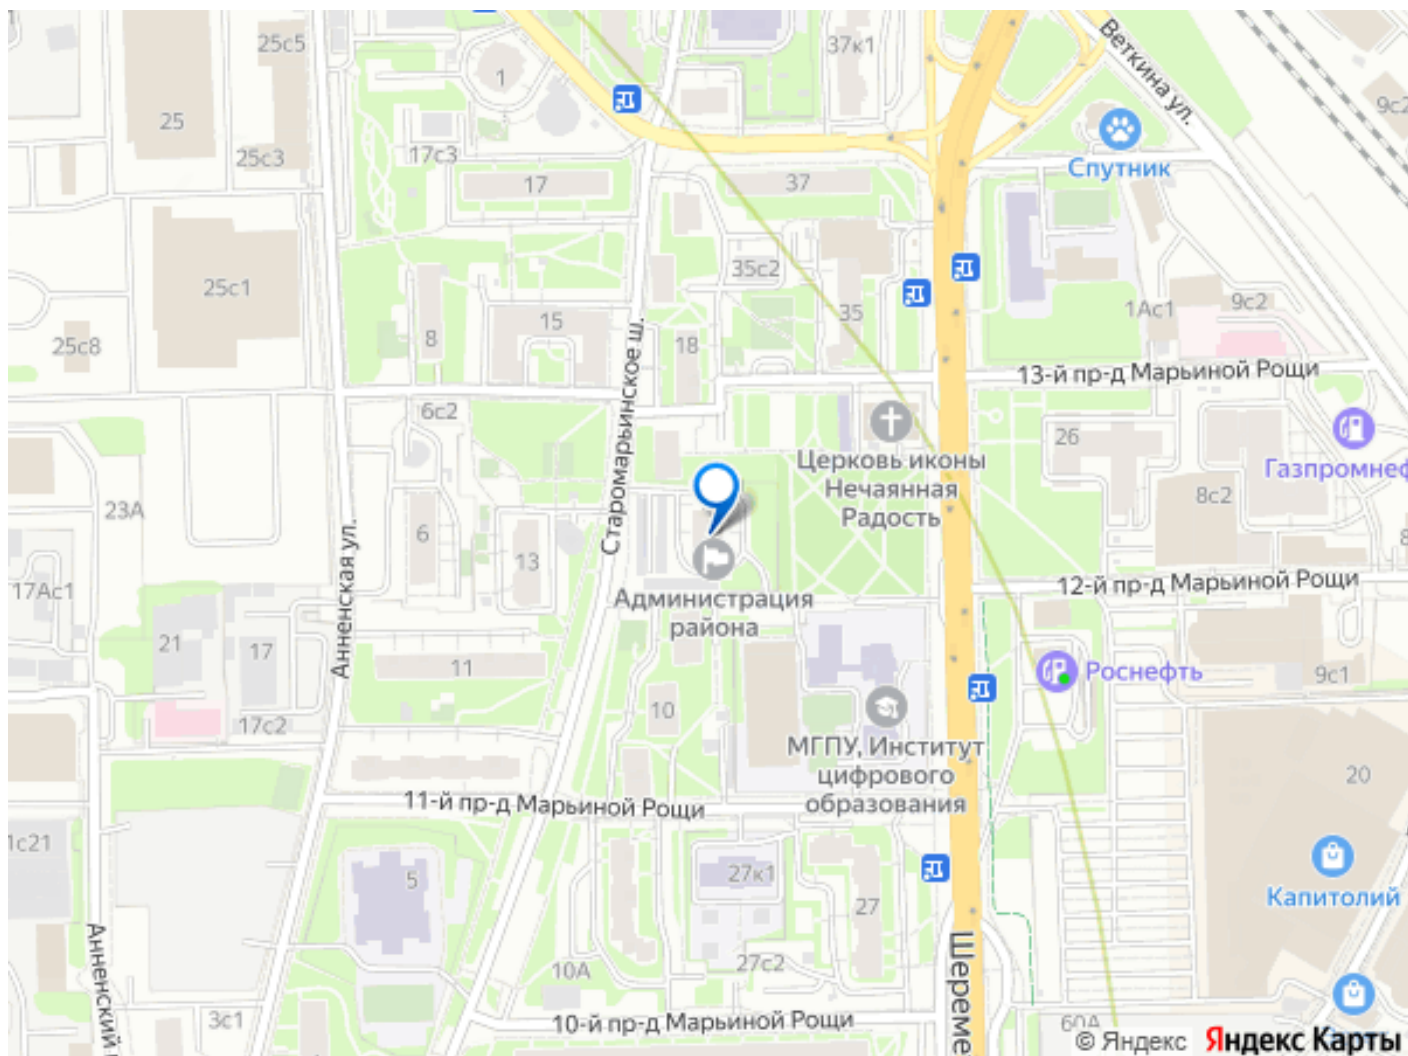 25с5
1
37к1
Веткина ул.
9с2
25
25с3
17с3
Спутник
17
37
35с2
25с1
35
1Ас1
9с2
15
8
18
25с8
13-й пр-д Марьиной Рощи
6с2
Старомарьинское ш.
26
Церковь иконы
Нечаянная
Радость
Газпромнеф
8с2
23А
6
13
Анненская ул.
Администрация
района
12-й пр-д Марьиной Рощи
17Ас1
21
17
11
Роснефть
9с1
10
17с2
МГПУ, Институт
цифрового
образования
20
11-й пр-д Марьиной Рощи
1с21
5
27к1
27
Капитолий
Анненский
Шереме
10А
27с2
3с1
10-й пр-д Марьиной Рощи
60А
© Яндекс Яндекс Карты